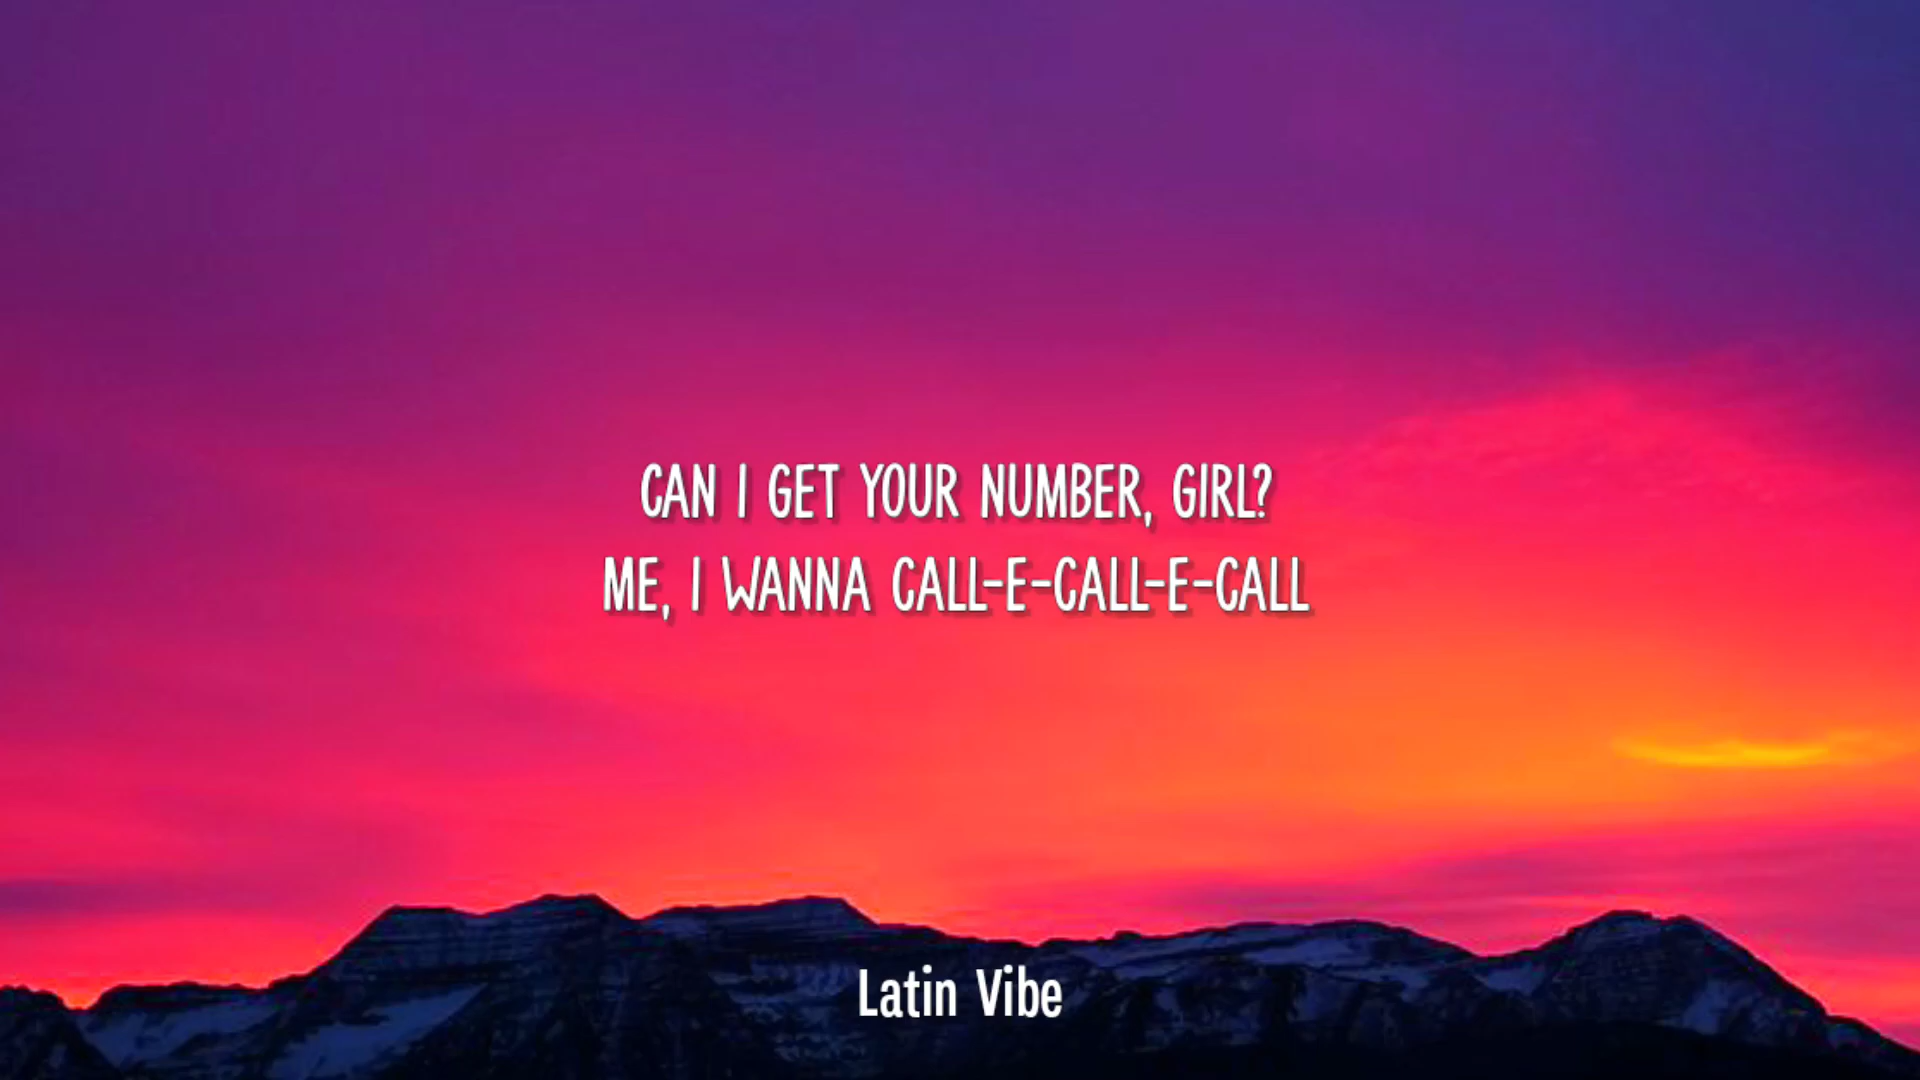 CAN I GET YOUR NUMBER, GIRL?
ME, I WANNA CALL-E-CALL-E-CALL
Latin Vibe